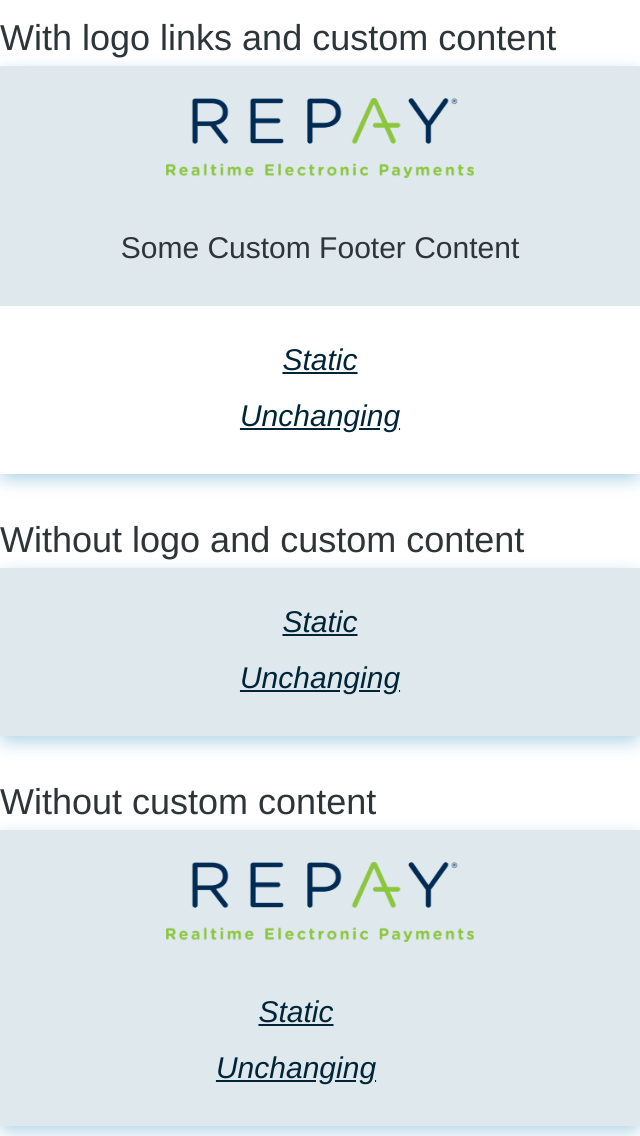 With logo links and custom content
REPAY®
Realtime Electronic Payments
Some Custom Footer Content
Static
Unchanging
Without logo and custom content
Static
Unchanging
Without custom content
REPAY®
Realtime Electronic Payments
Static
Unchanging